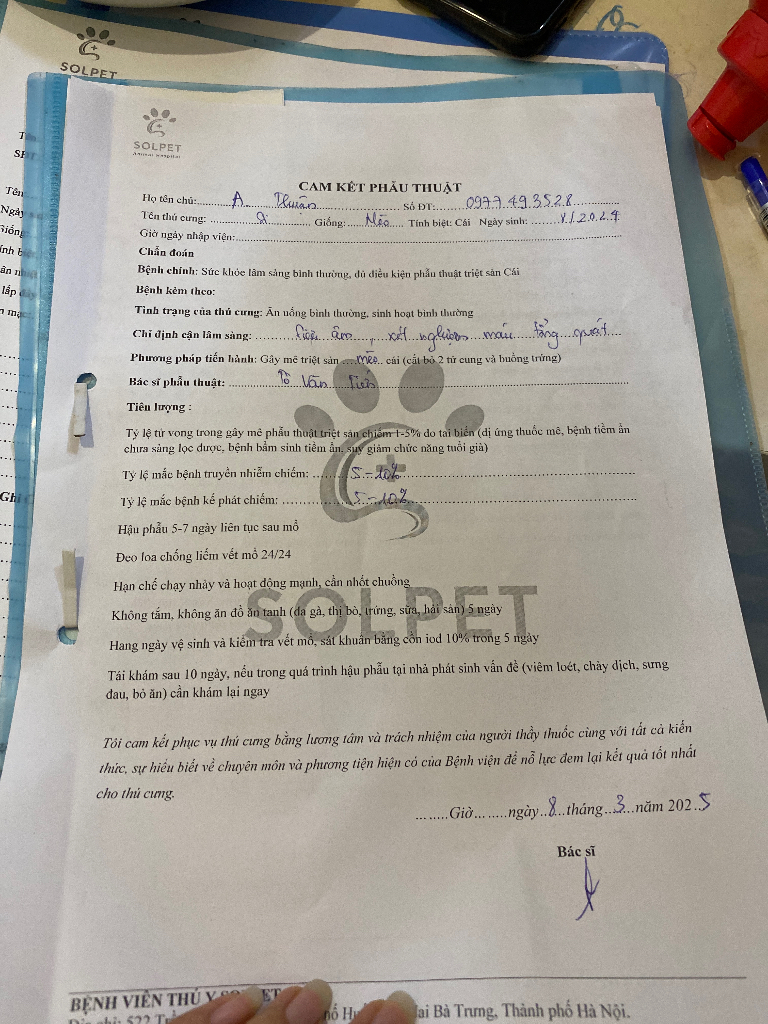 SOLPET
SOLPET
Animal Hospital
CAM KẾT PHẪU THUẬT
Họ tên chủ: A Thuân Số ĐT: 0977.49.3528
Tên thú cưng: Giống: Mèo Tính biệt: Cái Ngày sinh:
Giờ ngày nhập viện:
Chẩn đoán
Bệnh chính: Sức khỏe lâm sàng bình thường, đủ điều kiện phẫu thuật triệt sản Cái
Bệnh kèm theo:
Tình trạng của thú cưng: Ăn uống bình thường, sinh hoạt bình thường
Chỉ định cận lâm sàng: siêu âm, xét nghiệm máu tổng quát
Phương pháp tiến hành: Gây mê triệt sản mèo cái (cắt bỏ 2 tử cung và buồng trứng)
Bác sĩ phẫu thuật: Tô Văn Tiến
Tiên lượng :
Tỷ lệ tử vong trong gây mê phẫu thuật triệt sản chiếm 1-5% do tai biến (dị ứng thuốc mê, bệnh tiềm ẩn
chưa sàng lọc được, bệnh bẩm sinh tiềm ẩn, suy giảm chức năng tuổi già)
Tỷ lệ mắc bệnh truyền nhiễm chiếm: 5-10%
Tỷ lệ mắc bệnh kế phát chiếm: 5-10%
Hậu phẫu 5-7 ngày liên tục sau mổ
Đeo loa chống liếm vết mổ 24/24
Hạn chế chạy nhảy và hoạt động mạnh, cần nhốt chuồng
SOLPET
Không tắm, không ăn đồ ăn tanh (da gà, thịt bò, trứng, sữa, hải sản) 5 ngày
Hang ngày vệ sinh và kiểm tra vết mổ, sát khuẩn bằng cồn iod 10% trong 5 ngày
Tái khám sau 10 ngày, nếu trong quá trình hậu phẫu tại nhà phát sinh vấn đề (viêm loét, chảy dịch, sưng
đau, bỏ ăn) cần khám lại ngay
Tôi cam kết phục vụ thú cưng bằng lương tâm và trách nhiệm của người thầy thuốc cùng với tất cả kiến
thức, sự hiểu biết về chuyên môn và phương tiện hiện có của Bệnh viện để nỗ lực đem lại kết quả tốt nhất
cho thú cưng.
Giờ ngày 8 tháng 3 năm 2025
Bác sĩ
BỆNH VIỆN THÚ Y SOLPET
Địa chỉ: 522 ai Bà Trưng, Thành phố Hà Nội.